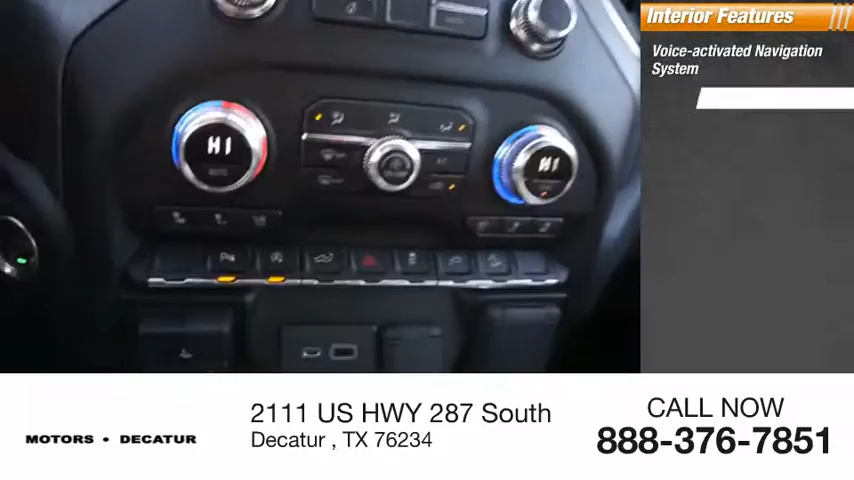 Interior Features
Voice-activated Navigation
System
HI
AUTO
HI
2111 US HWY 287 South
Decatur , TX 76234
MOTORS • DECATUR
CALL NOW
888-376-7851